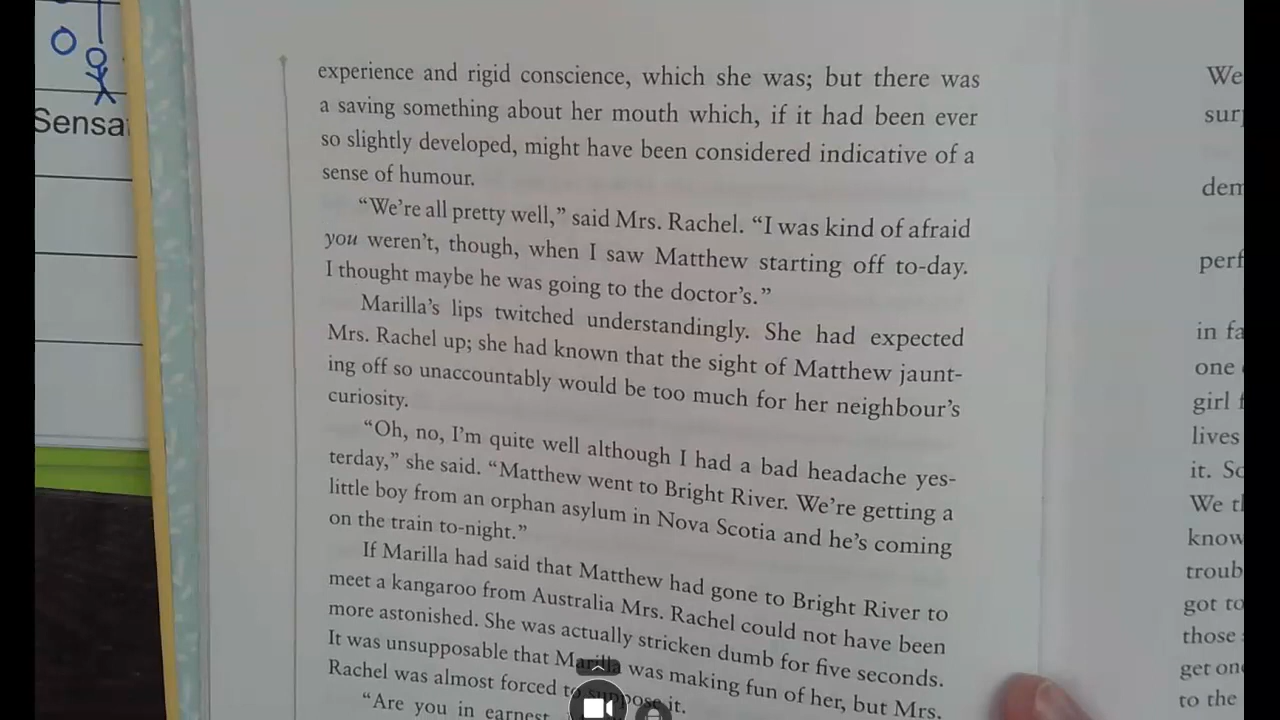 Sensa
experience and rigid conscience, which she was; but there was
a saving something about her mouth which, if it had been ever
so slightly developed, might have been considered indicative of a
sense of humour.
“We’re all pretty well,” said Mrs. Rachel. “I was kind of afraid
you weren’t, though, when I saw Matthew starting off to-day.
I thought maybe he was going to the doctor’s.”
Marilla’s lips twitched understandingly. She had expected
Mrs. Rachel up; she had known that the sight of Matthew jaunt-
ing off so unaccountably would be too much for her neighbour’s
curiosity.
“Oh, no, I’m quite well although I had a bad headache yes-
terday,” she said. “Matthew went to Bright River. We’re getting a
little boy from an orphan asylum in Nova Scotia and he’s coming
on the train to-night.”
If Marilla had said that Matthew had gone to Bright River to
meet a kangaroo from Australia Mrs. Rachel could not have been
more astonished. She was actually stricken dumb for five seconds.
It was unsupposable that Marilla was making fun of her, but Mrs.
Rachel was almost forced to suppose it.
“Are you in earnest
We
sur
dem
perf
in fa
one
girl
lives
it. So
We th
know
troub
got to
those
get one
to the